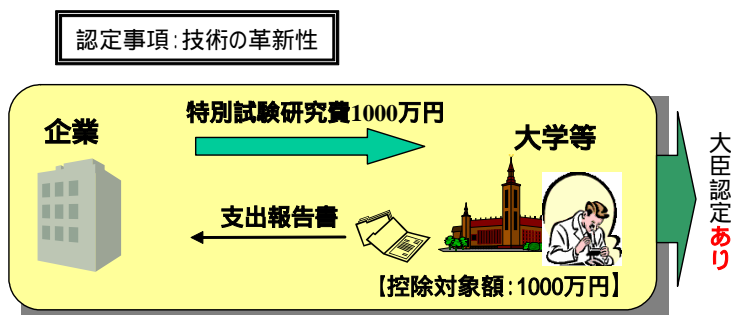 認定事項:技術の革新性
特別試験研究費1000万円
企業
大学等
支出報告書
【控除対象額:1000万円】
大臣認定あり